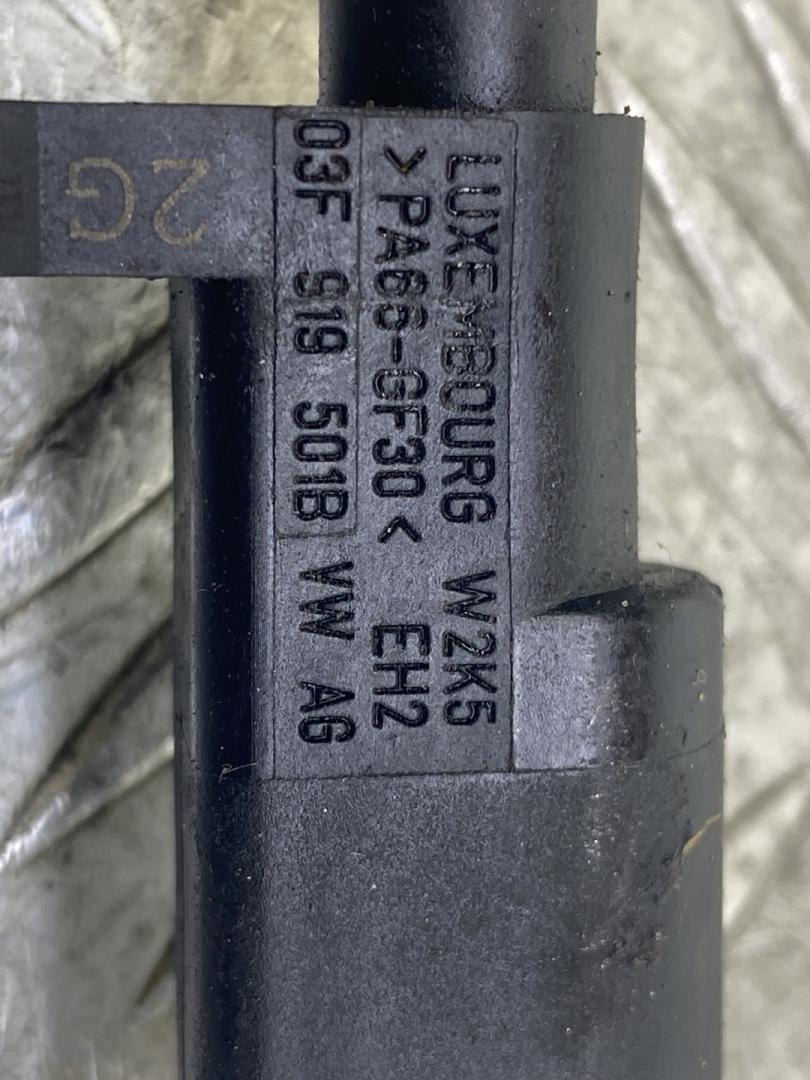 LUXEMBOURG W2K5
>PA66-GF30< EH2
03F 919 501B VW AG
2G